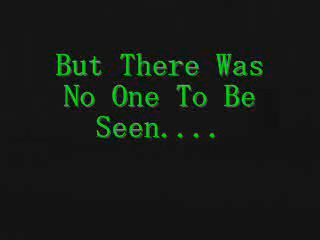 But There Was
No One To Be
Seen....